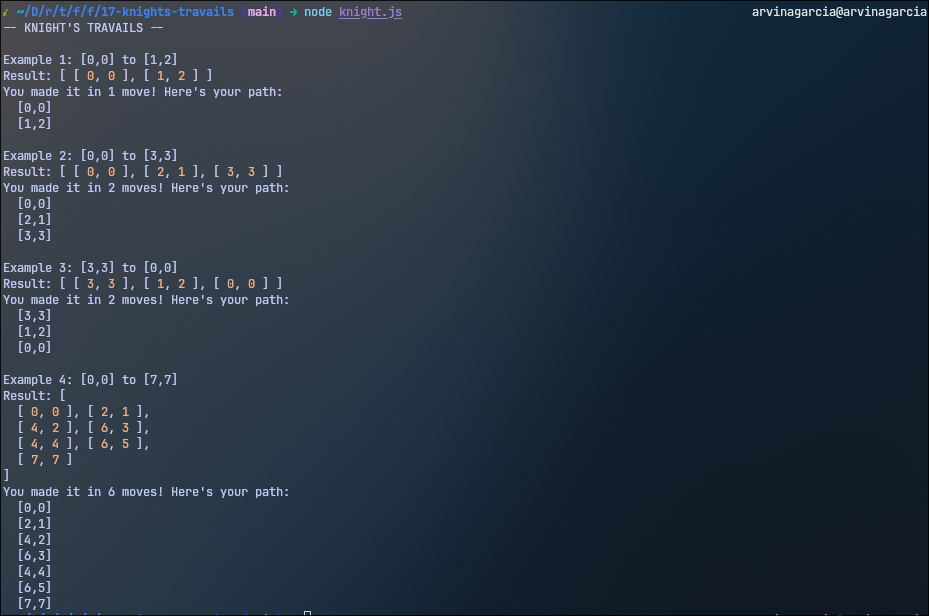 ~/D/r/t/f/f/17-knights-travails [main] → node knight.js arvinagarcia@arvinagarcia
-- KNIGHT'S TRAVAILS --
Example 1: [0,0] to [1,2]
Result: [ [ 0, 0 ], [ 1, 2 ] ]
You made it in 1 move! Here's your path:
[0,0]
[1,2]
Example 2: [0,0] to [3,3]
Result: [ [ 0, 0 ], [ 2, 1 ], [ 3, 3 ] ]
You made it in 2 moves! Here's your path:
[0,0]
[2,1]
[3,3]
Example 3: [3,3] to [0,0]
Result: [ [ 3, 3 ], [ 1, 2 ], [ 0, 0 ] ]
You made it in 2 moves! Here's your path:
[3,3]
[1,2]
[0,0]
Example 4: [0,0] to [7,7]
Result: [
[ 0, 0 ], [ 2, 1 ],
[ 4, 2 ], [ 6, 3 ],
[ 4, 4 ], [ 6, 5 ],
[ 7, 7 ]
]
You made it in 6 moves! Here's your path:
[0,0]
[2,1]
[4,2]
[6,3]
[4,4]
[6,5]
[7,7]